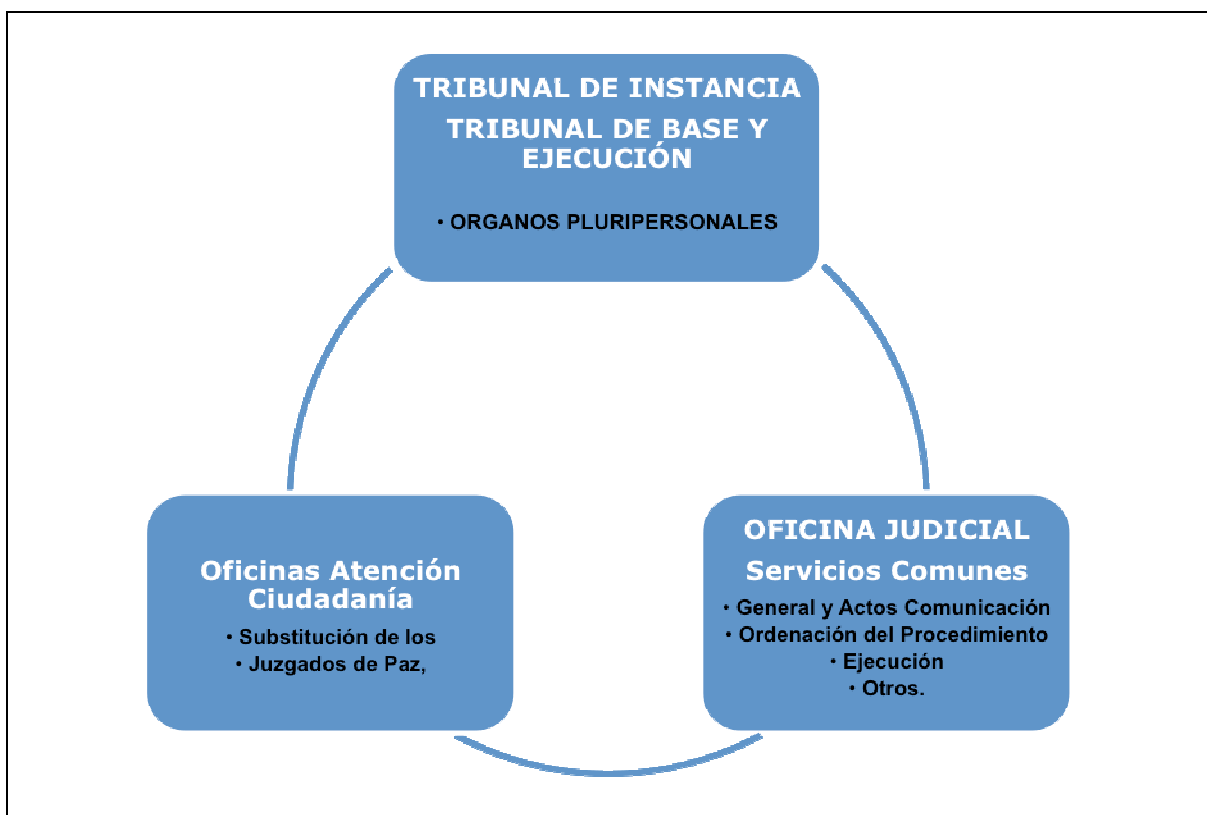 TRIBUNAL DE INSTANCIA
TRIBUNAL DE BASE Y
EJECUCIÓN
• ORGANOS PLURIPERSONALES
Oficinas Atención
Ciudadanía
• Substitución de los
• Juzgados de Paz,
OFICINA JUDICIAL
Servicios Comunes
• General y Actos Comunicación
• Ordenación del Procedimiento
• Ejecución
• Otros.